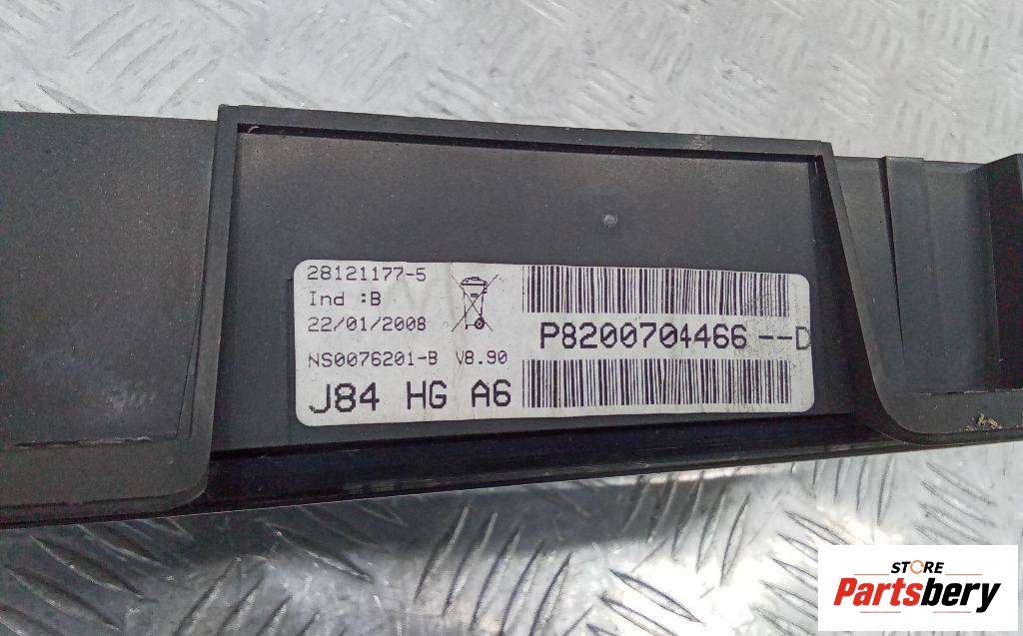 28121177-5
Ind :B
22/01/2008
NS0076201-B V8.90
J84 HG A6
P8200704466 --D
STORE
Partsbery